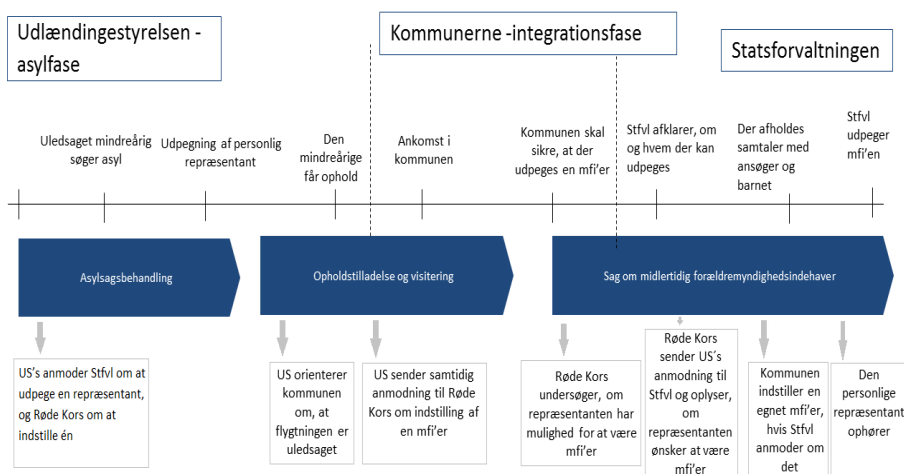 Udlændingestyrelsen -
asylfase
Kommunerne -integrationsfase
Statsforvaltningen
Uledsaget mindreårig
søger asyl
Udpegning af personlig
repræsentant
Den
mindreårige
får ophold
Ankomst i
kommunen
Kommunen skal
sikre, at der
udpeges en mfi'er
Stfvl afklarer, om
og hvem der kan
udpeges
Der afholdes
samtaler med
ansøger og
barnet
Stfvl
udpeger
mfi'en
Asylsagsbehandling
Opholdstilladelse og visitering
Sag om midlertidig forældremyndighedsindehaver
US's anmoder Stfvl om at
udpege en repræsentant,
og Røde Kors om at
indstille én
US orienterer
kommunen
om, at
flygtningen er
uledsaget
US sender samtidig
anmodning til Røde
Kors om indstilling af
en mfi'er
Røde Kors
undersøger, om
repræsentanten har
mulighed for at være
mfi'er
Røde Kors
sender US´s
anmodning til
Stfvl og oplyser,
om
repræsentanten
ønsker at være
mfi'er
Kommunen
indstiller en
egnet mfi'er,
hvis Stfvl
anmoder om
det
Den
personlige
repræsentant
ophører